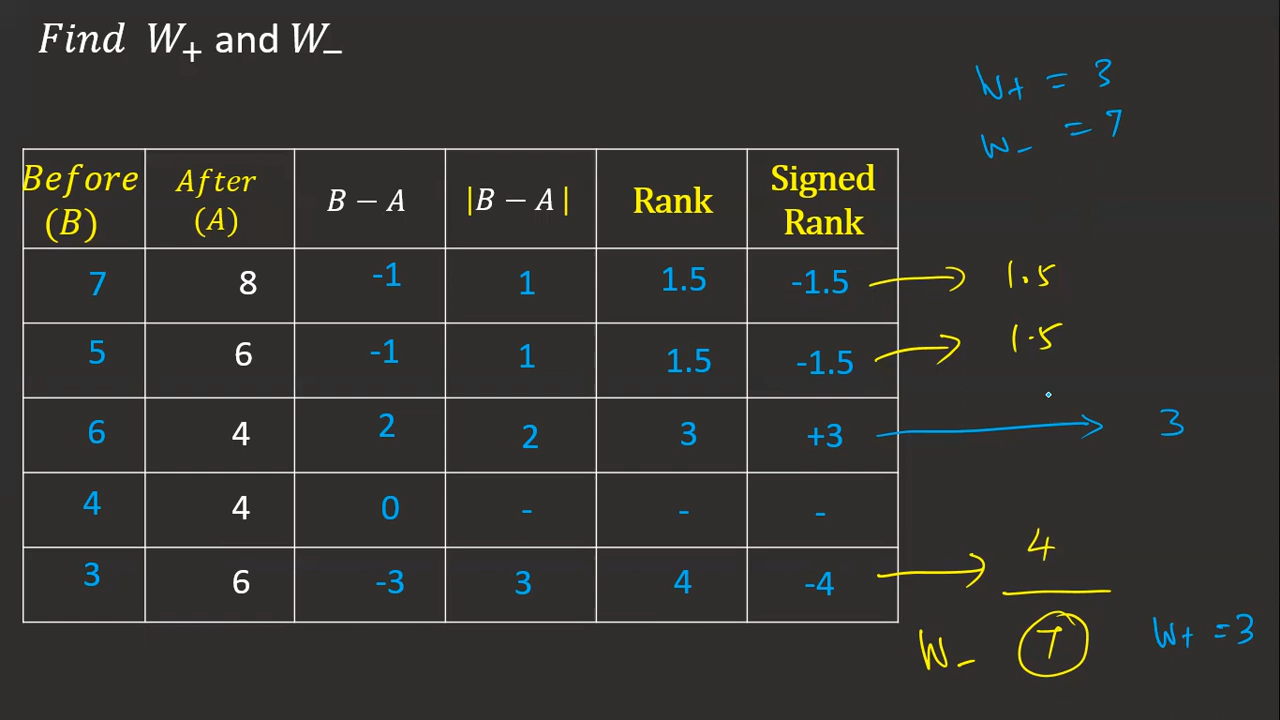 Find W₊ and W₋
W₊ = 3
W₋ = 7
Before (B) After (A) B − A |B − A| Rank Signed Rank
7 8 -1 1 1.5 -1.5 → 1.5
5 6 -1 1 1.5 -1.5 → 1.5
6 4 2 2 3 +3 → 3
4 4 0 - - -
3 6 -3 3 4 -4 → 4
W₋ 7 W₊ = 3